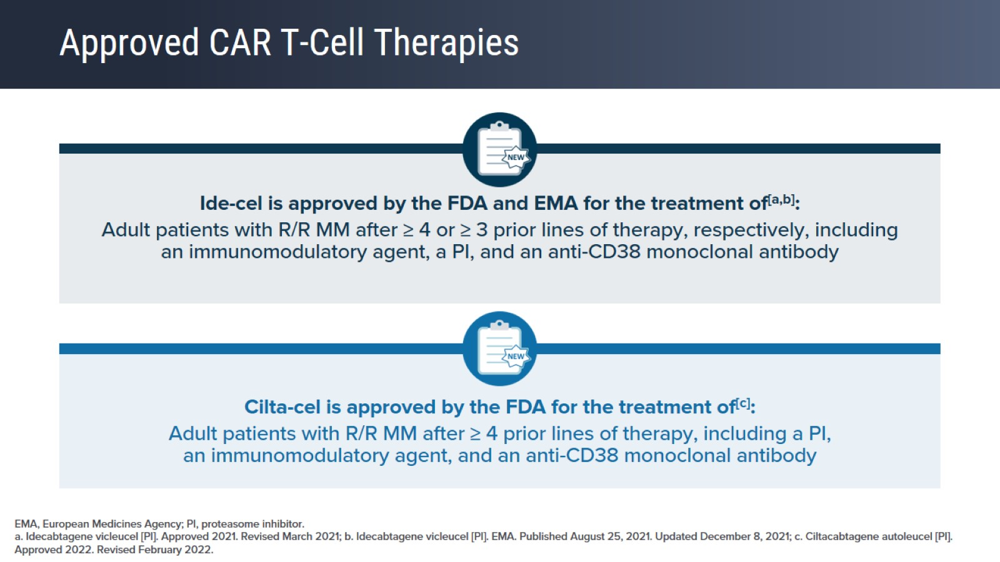 Approved CAR T-Cell Therapies
NEW
Ide-cel is approved by the FDA and EMA for the treatment of[a,b]:
Adult patients with R/R MM after ≥ 4 or ≥ 3 prior lines of therapy, respectively, including
an immunomodulatory agent, a PI, and an anti-CD38 monoclonal antibody
NEW
Cilta-cel is approved by the FDA for the treatment of[c]:
Adult patients with R/R MM after ≥ 4 prior lines of therapy, including a PI,
an immunomodulatory agent, and an anti-CD38 monoclonal antibody
EMA, European Medicines Agency; PI, proteasome inhibitor.
a. Idecabtagene vicleucel [PI]. Approved 2021. Revised March 2021; b. Idecabtagene vicleucel [PI]. EMA. Published August 25, 2021. Updated December 8, 2021; c. Ciltacabtagene autoleucel [PI].
Approved 2022. Revised February 2022.